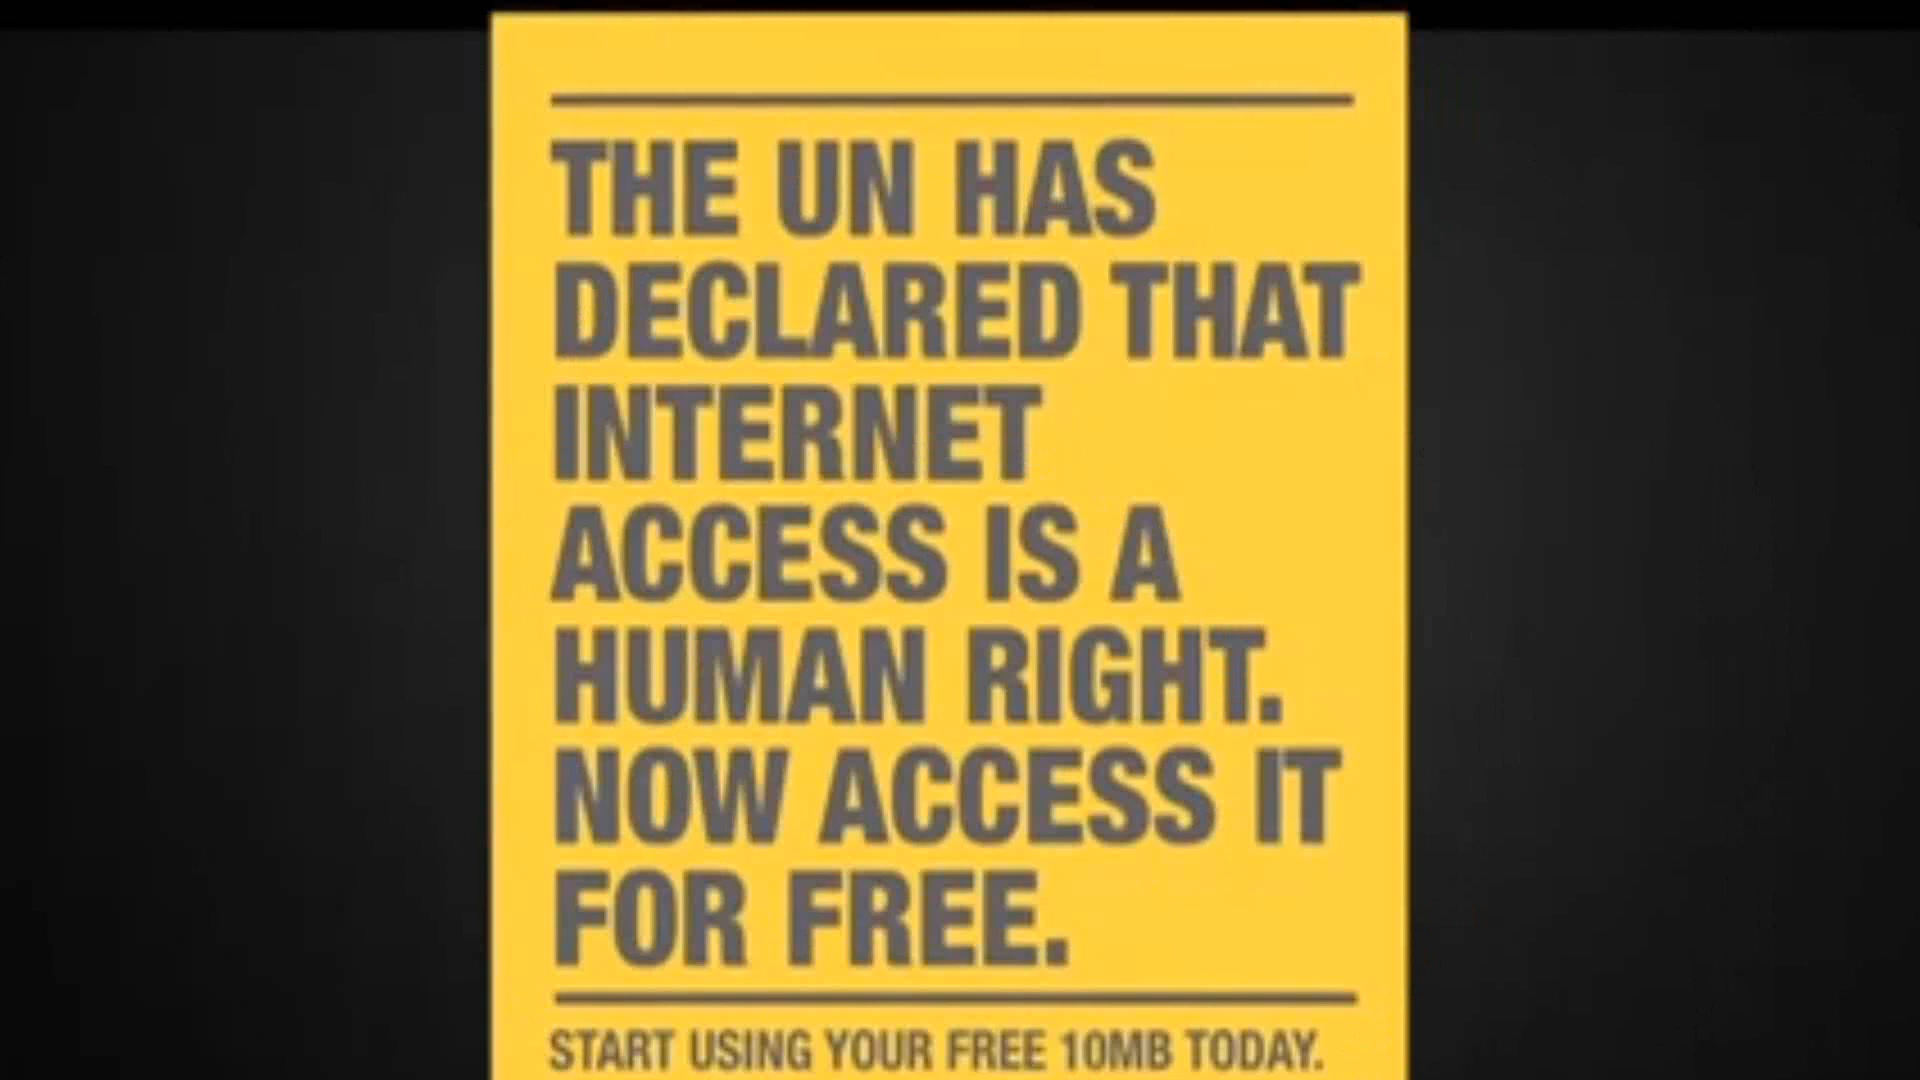 THE UN HAS
DECLARED THAT
INTERNET
ACCESS IS A
HUMAN RIGHT.
NOW ACCESS IT
FOR FREE.
START USING YOUR FREE 10MB TODAY.